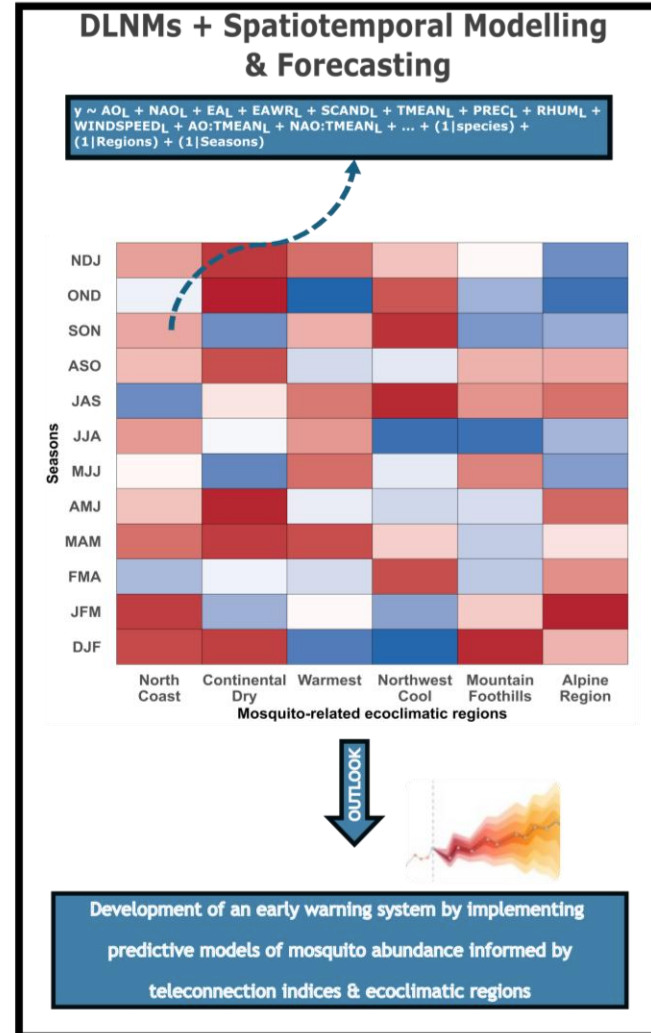 DLNMs + Spatiotemporal Modelling
& Forecasting
y ~ AOL + NAOL + EAL + EAWRL + SCANDL + TMEANL + PRECL + RHUML +
WINDSPEEDL + AO:TMEANL + NAO:TMEANL + ... + (1|species) +
(1|Regions) + (1|Seasons)
Seasons
NDJ
OND
SON
ASO
JAS
JJA
MJJ
AMJ
MAM
FMA
JFM
DJF
North Coast
Continental Dry
Warmest
Northwest Cool
Mountain Foothills
Alpine Region
Mosquito-related ecoclimatic regions
OUTLOOK
Development of an early warning system by implementing
predictive models of mosquito abundance informed by
teleconnection indices & ecoclimatic regions